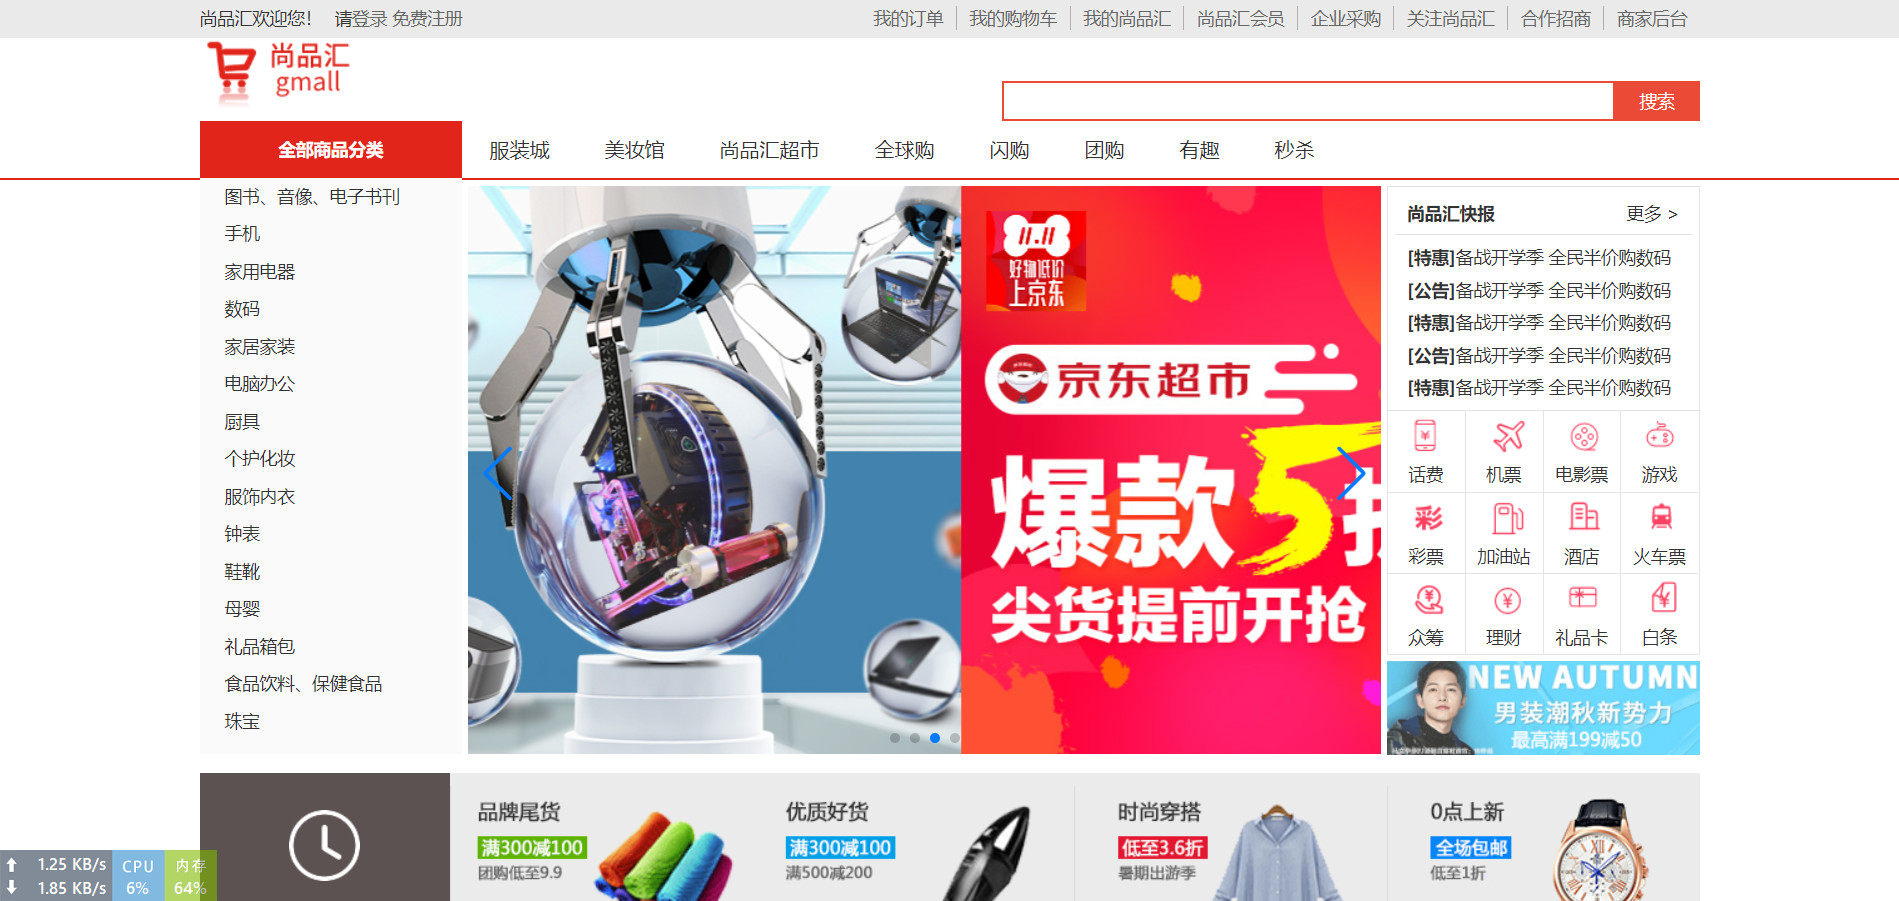 尚品汇欢迎您! 请登录 免费注册
我的订单 我的购物车 我的尚品汇 尚品汇会员 企业采购 关注尚品汇 合作招商 商家后台
尚品汇
gmall
搜索
全部商品分类 服装城 美妆馆 尚品汇超市 全球购 闪购 团购 有趣 秒杀
图书、音像、电子书刊
手机
家用电器
数码
家居家装
电脑办公
厨具
个护化妆
服饰内衣
钟表
鞋靴
母婴
礼品箱包
食品饮料、保健食品
珠宝
11.11
好物低价
上京东
京东超市
爆款5折
尖货提前开抢
尚品汇快报 更多 >
[特惠]备战开学季 全民半价购数码
[公告]备战开学季 全民半价购数码
[特惠]备战开学季 全民半价购数码
[公告]备战开学季 全民半价购数码
[特惠]备战开学季 全民半价购数码
话费 机票 电影票 游戏
彩
彩票 加油站 酒店 火车票
众筹 理财 礼品卡 白条
NEW AUTUMN
男装潮秋新势力
最高满199减50
品牌尾货
满300减100
团购低至9.9
优质好货
满300减100
满500减200
时尚穿搭
低至3.6折
暑期出游季
0点上新
全场包邮
低至1折
1.25 KB/s CPU 内存
1.85 KB/s 6% 64%